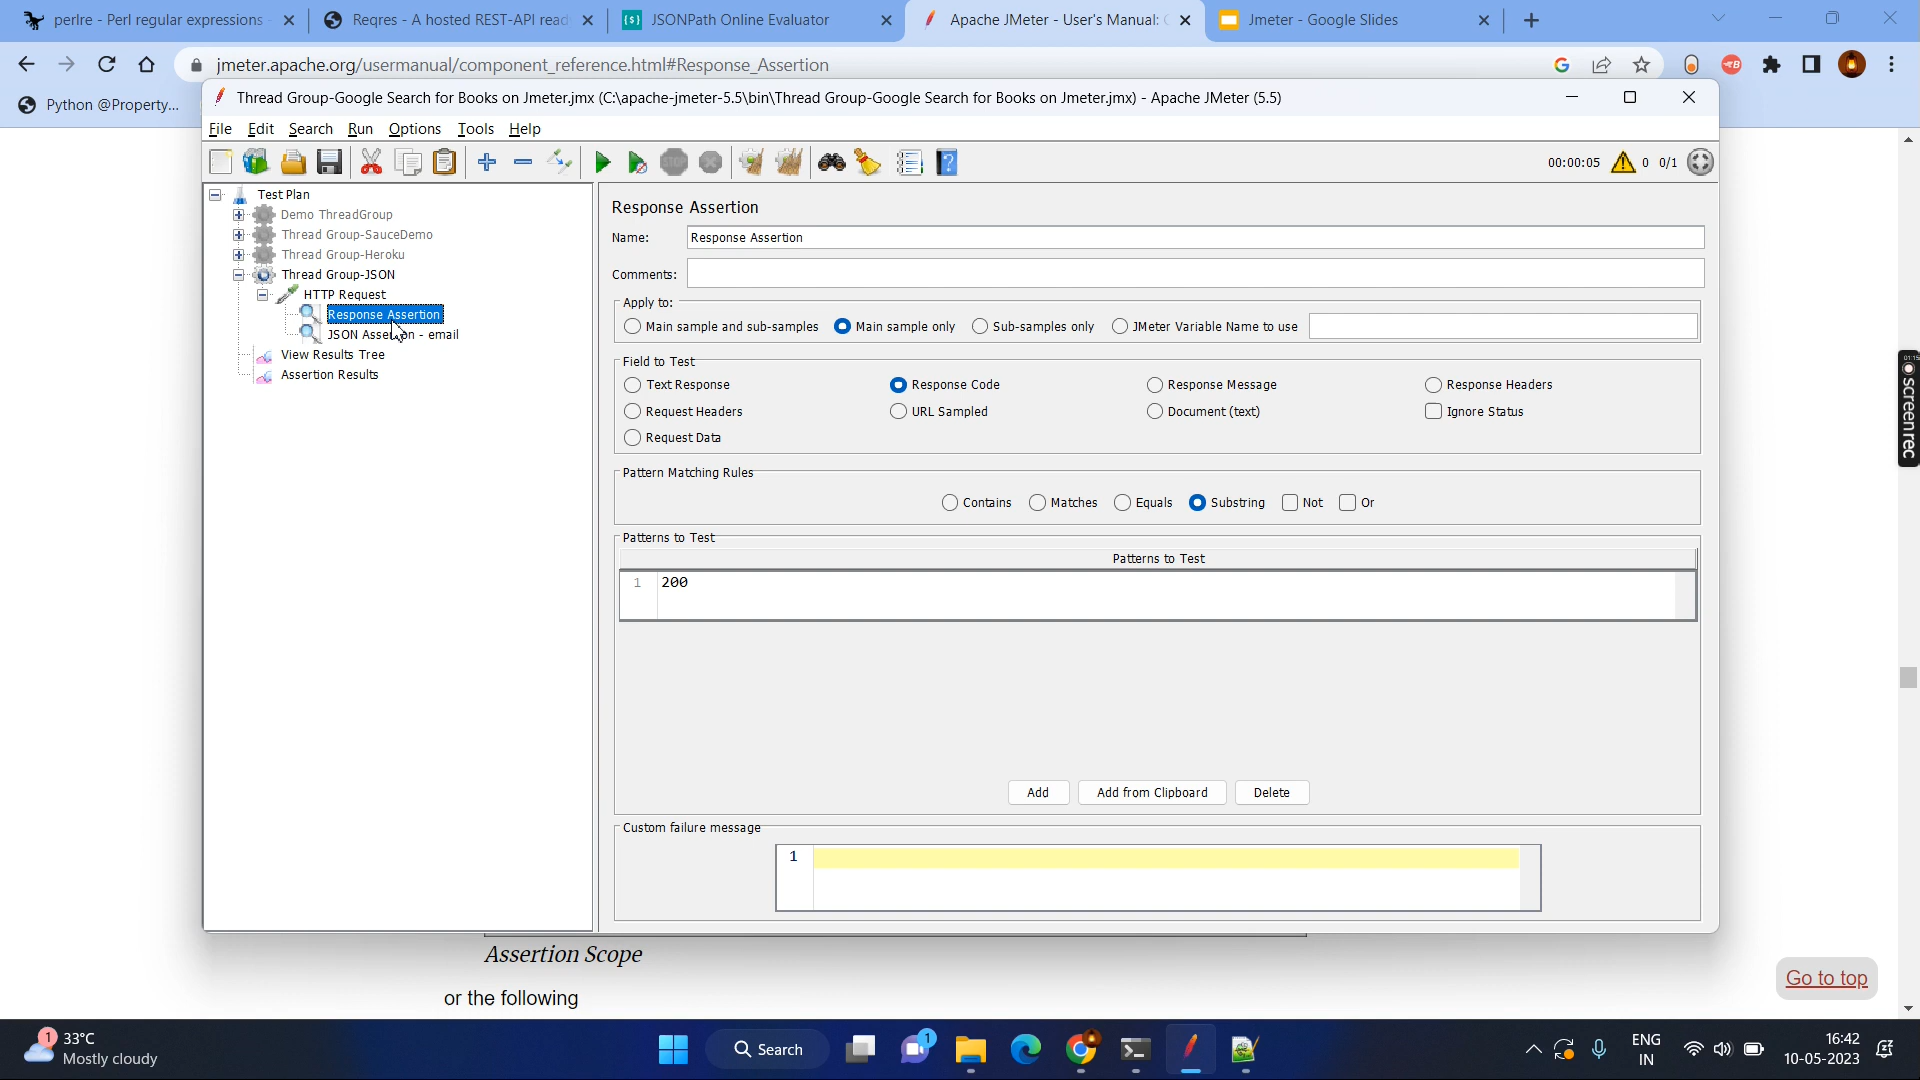 perlre - Perl regular expressions
Reqres - A hosted REST-API read
JSONPath Online Evaluator
Apache JMeter - User's Manual:
Jmeter - Google Slides
jmeter.apache.org/usermanual/component_reference.html#Response_Assertion
Python @Property...
Thread Group-Google Search for Books on Jmeter.jmx (C:\apache-jmeter-5.5\bin\Thread Group-Google Search for Books on Jmeter.jmx) - Apache JMeter (5.5)
File Edit Search Run Options Tools Help
STOP
00:00:05 0 0/1
Test Plan
Demo ThreadGroup
Thread Group-SauceDemo
Thread Group-Heroku
Thread Group-JSON
HTTP Request
Response Assertion
JSON Assertion - email
View Results Tree
Assertion Results
Response Assertion
Name: Response Assertion
Comments:
Apply to:
Main sample and sub-samples Main sample only Sub-samples only JMeter Variable Name to use
Field to Test
Text Response Response Code Response Message Response Headers
Request Headers URL Sampled Document (text) Ignore Status
Request Data
Pattern Matching Rules
Contains Matches Equals Substring Not Or
Patterns to Test
Patterns to Test
1 200
Add Add from Clipboard Delete
Custom failure message
1
01:15
screenrec
Assertion Scope
or the following
Go to top
1
33°C
Mostly cloudy
Search
1
ENG
IN
16:42
10-05-2023